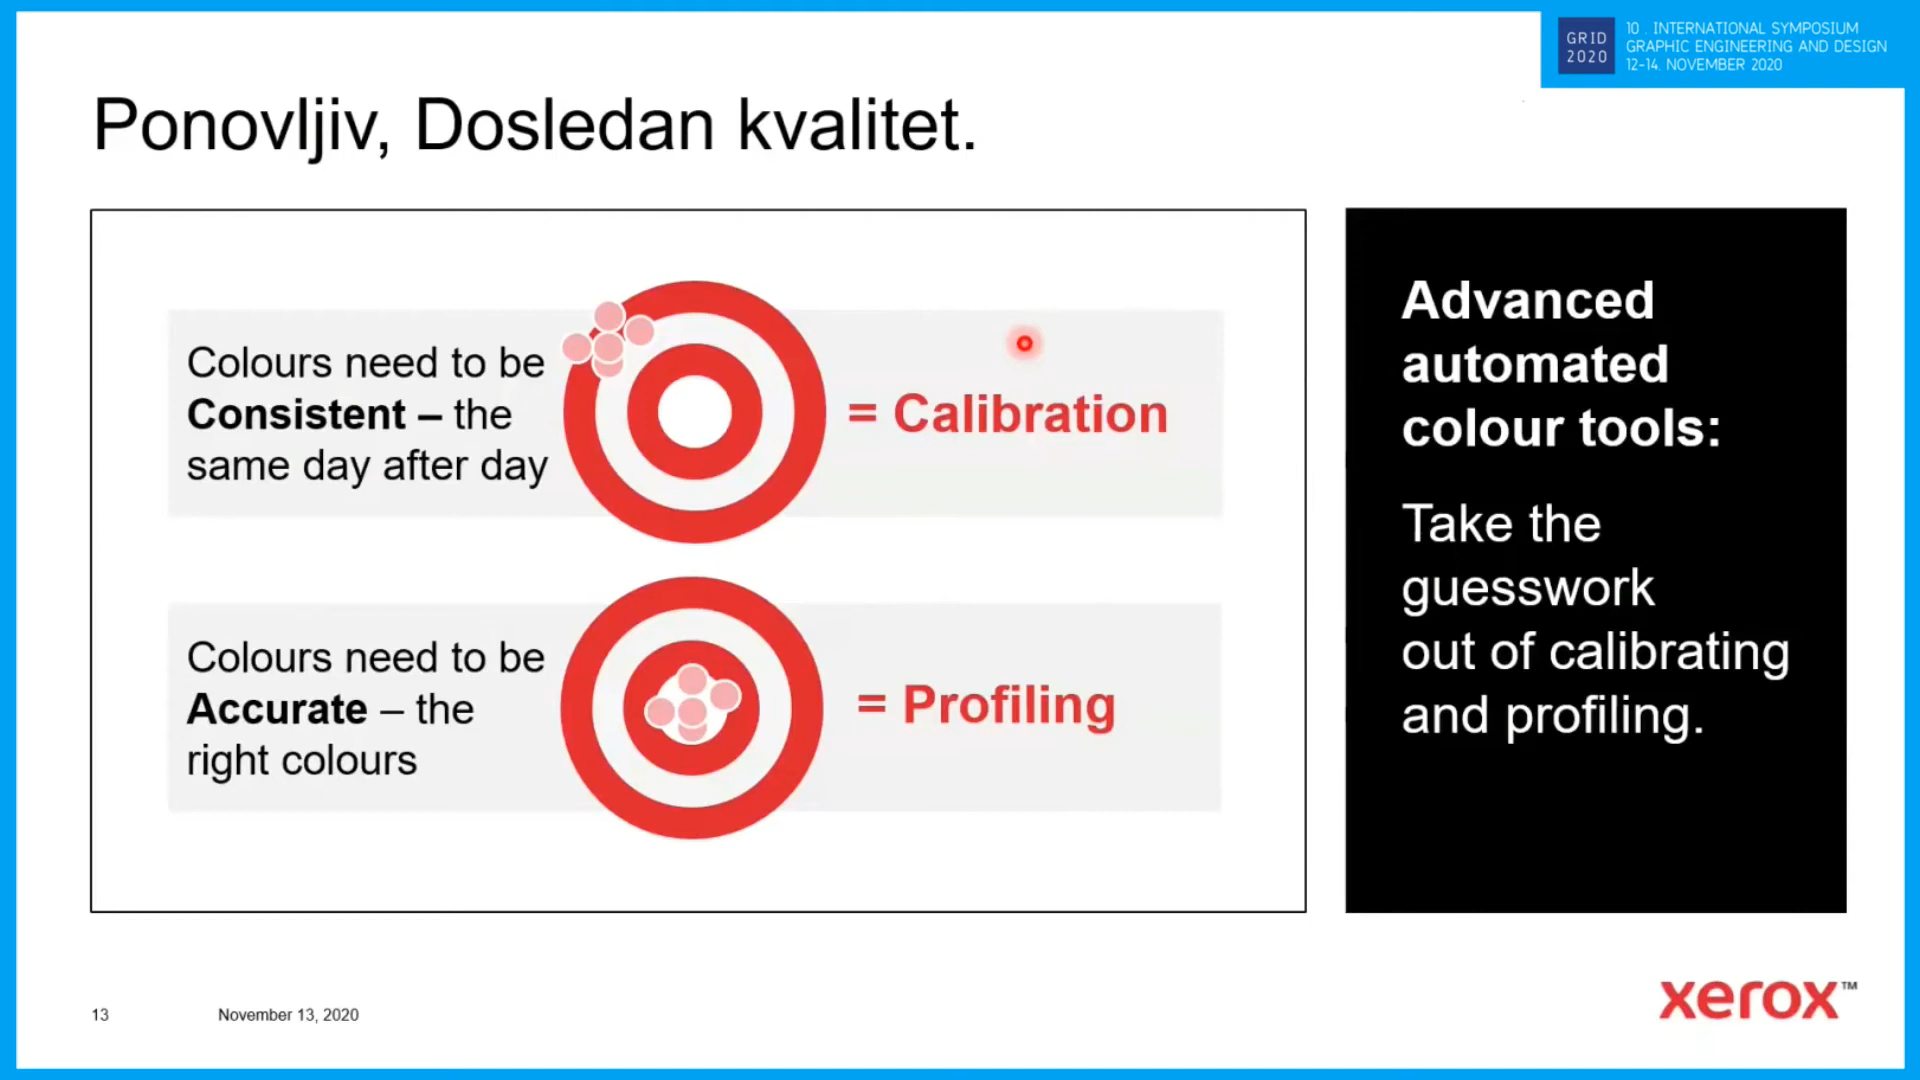 GRID
2020
10 . INTERNATIONAL SYMPOSIUM
GRAPHIC ENGINEERING AND DESIGN
12-14. NOVEMBER 2020
Ponovljiv, Dosledan kvalitet.
Colours need to be
Consistent – the
same day after day
= Calibration
Colours need to be
Accurate – the
right colours
= Profiling
Advanced
automated
colour tools:
Take the
guesswork
out of calibrating
and profiling.
13
November 13, 2020
xerox™